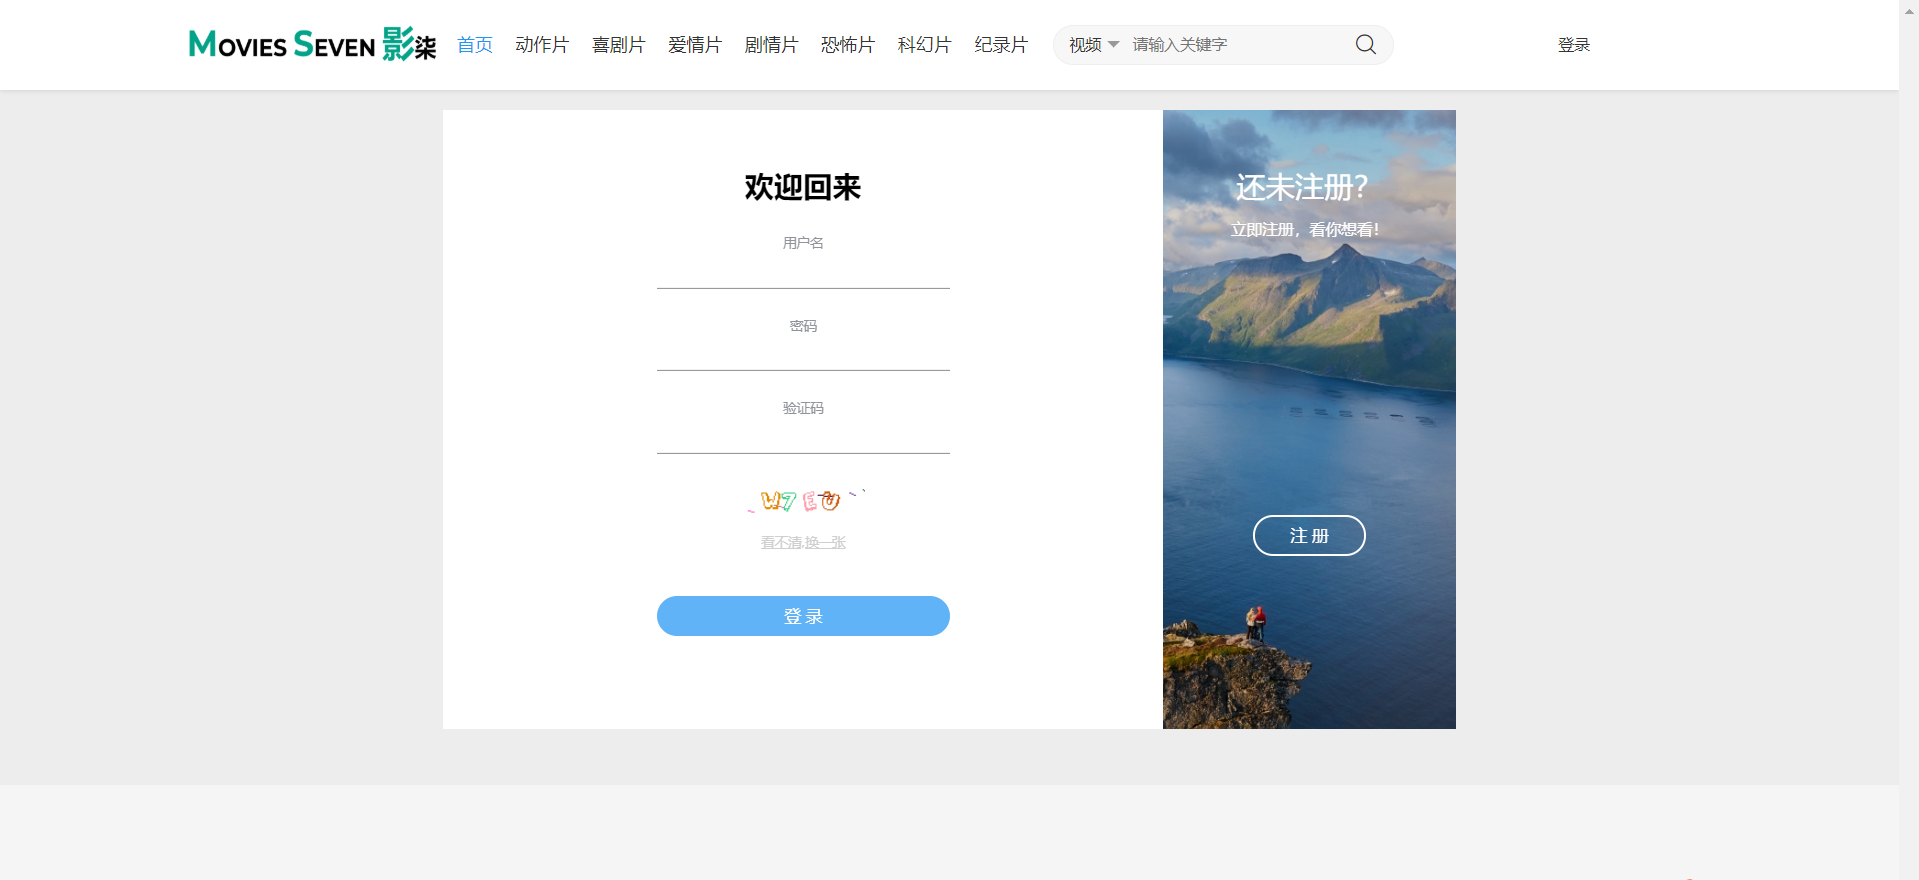 MOVIES SEVEN 影柒 首页 动作片 喜剧片 爱情片 剧情片 恐怖片 科幻片 纪录片 视频 请输入关键字 登录
欢迎回来
用户名
密码
验证码
W7EU
看不清,换一张
登 录
还未注册？
立即注册，看你想看！
注 册